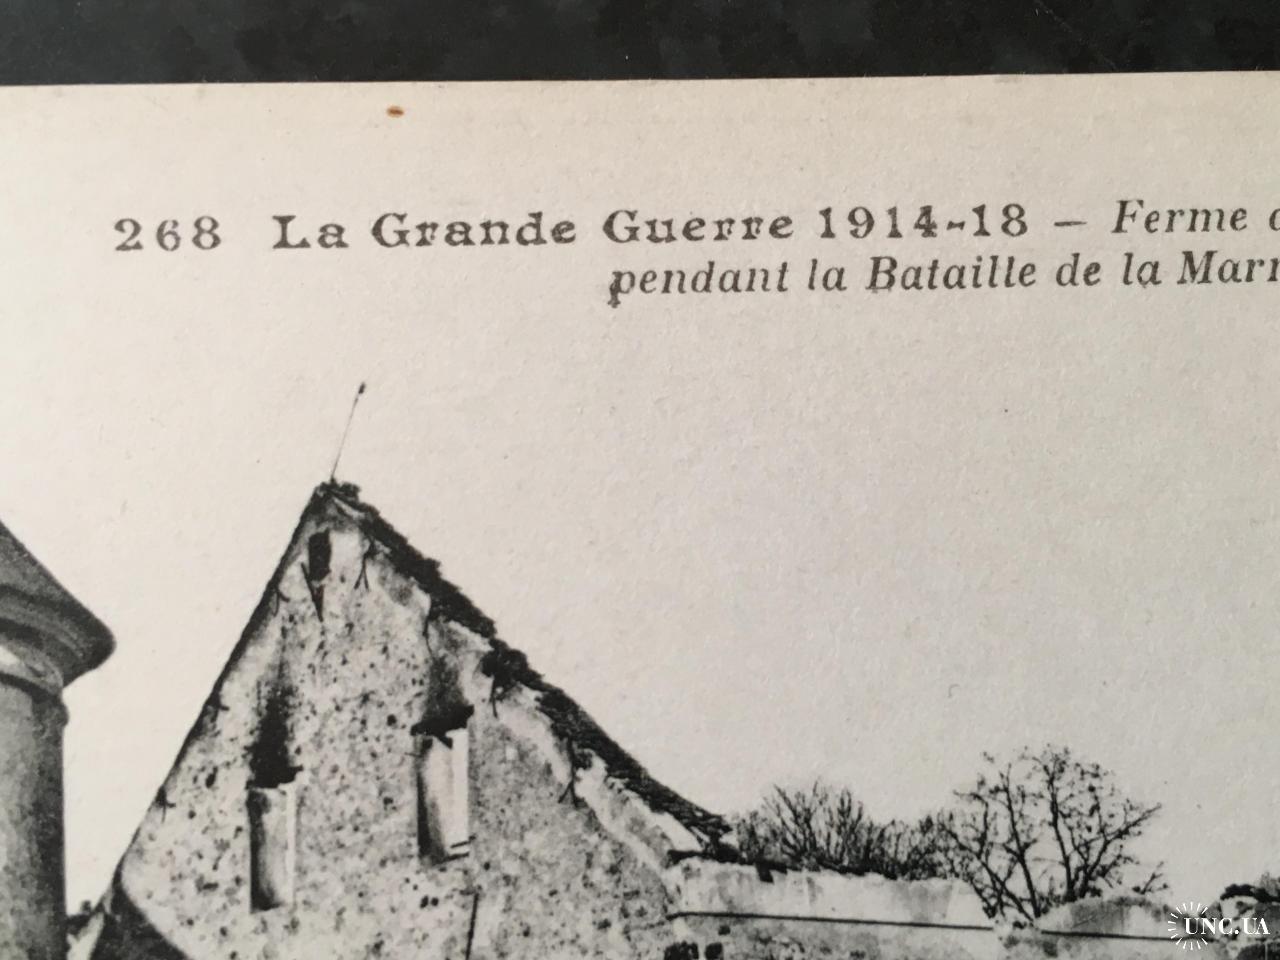 268 La Grande Guerre 1914-18 – Ferme
pendant la Bataille de la
UNC.UA